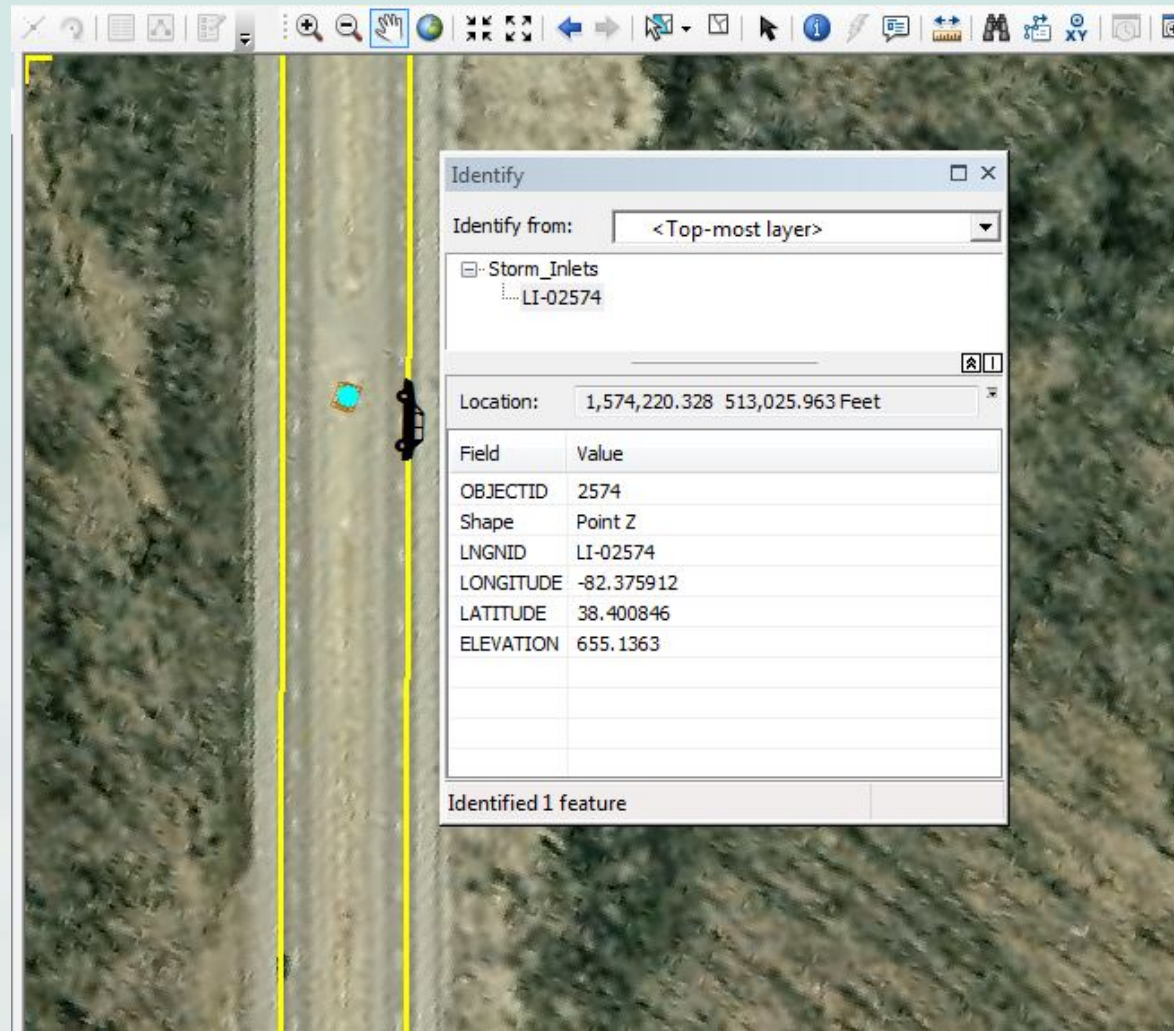 XY
Identify
Identify from: <Top-most layer>
Storm_Inlets
LI-02574
Location: 1,574,220.328 513,025.963 Feet
Field Value
OBJECTID 2574
Shape Point Z
LNGNID LI-02574
LONGITUDE -82.375912
LATITUDE 38.400846
ELEVATION 655.1363
Identified 1 feature